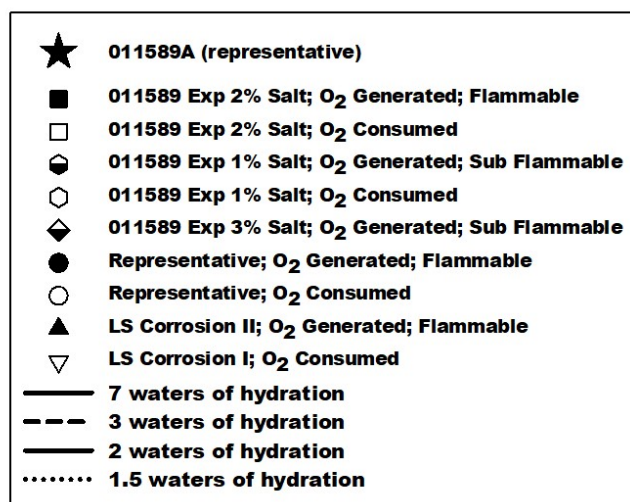 011589A (representative)
011589 Exp 2% Salt; O2 Generated; Flammable
011589 Exp 2% Salt; O2 Consumed
011589 Exp 1% Salt; O2 Generated; Sub Flammable
011589 Exp 1% Salt; O2 Consumed
011589 Exp 3% Salt; O2 Generated; Sub Flammable
Representative; O2 Generated; Flammable
Representative; O2 Consumed
LS Corrosion II; O2 Generated; Flammable
LS Corrosion I; O2 Consumed
7 waters of hydration
3 waters of hydration
2 waters of hydration
1.5 waters of hydration